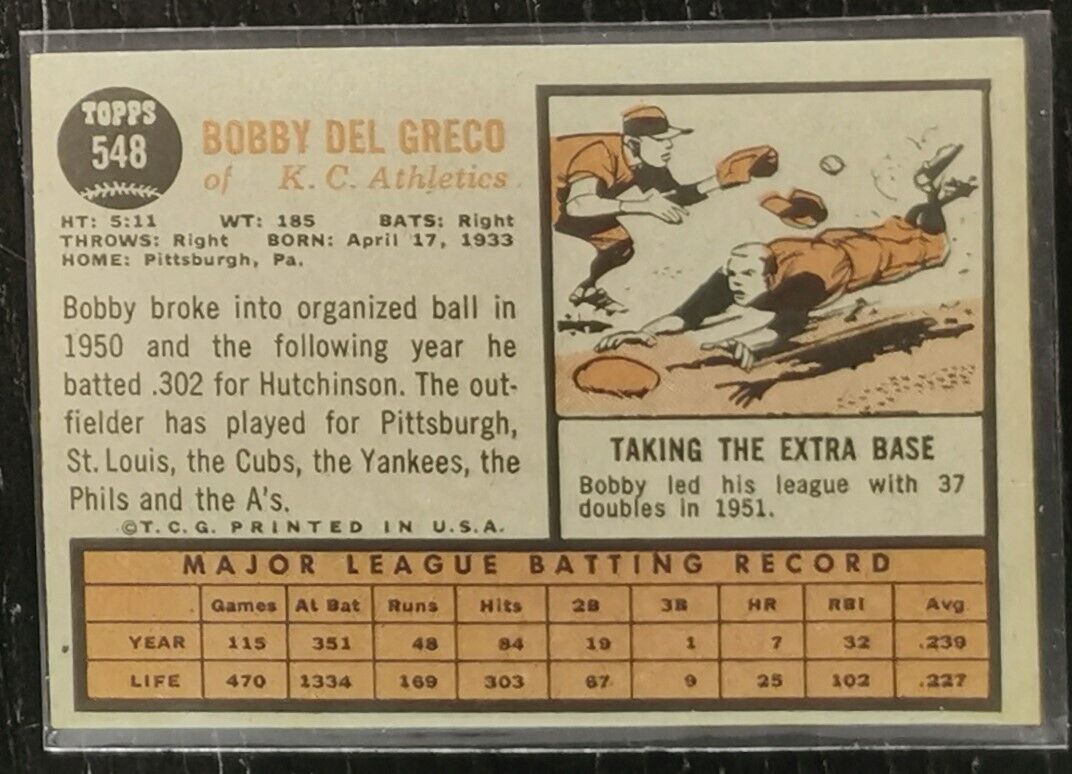 TOPPS
548
BOBBY DEL GRECO
of K. C. Athletics
HT: 5:11 WT: 185 BATS: Right
THROWS: Right BORN: April 17, 1933
HOME: Pittsburgh, Pa.
Bobby broke into organized ball in
1950 and the following year he
batted .302 for Hutchinson. The out-
fielder has played for Pittsburgh,
St. Louis, the Cubs, the Yankees, the
Phils and the A's.
©T. C. G. PRINTED IN U.S.A.
TAKING THE EXTRA BASE
Bobby led his league with 37
doubles in 1951.
MAJOR LEAGUE BATTING RECORD
Games At Bat Runs Hits 2B 3B HR RBI Avg.
YEAR 115 351 48 84 19 1 7 32 .239
LIFE 470 1334 169 303 67 9 25 102 .227